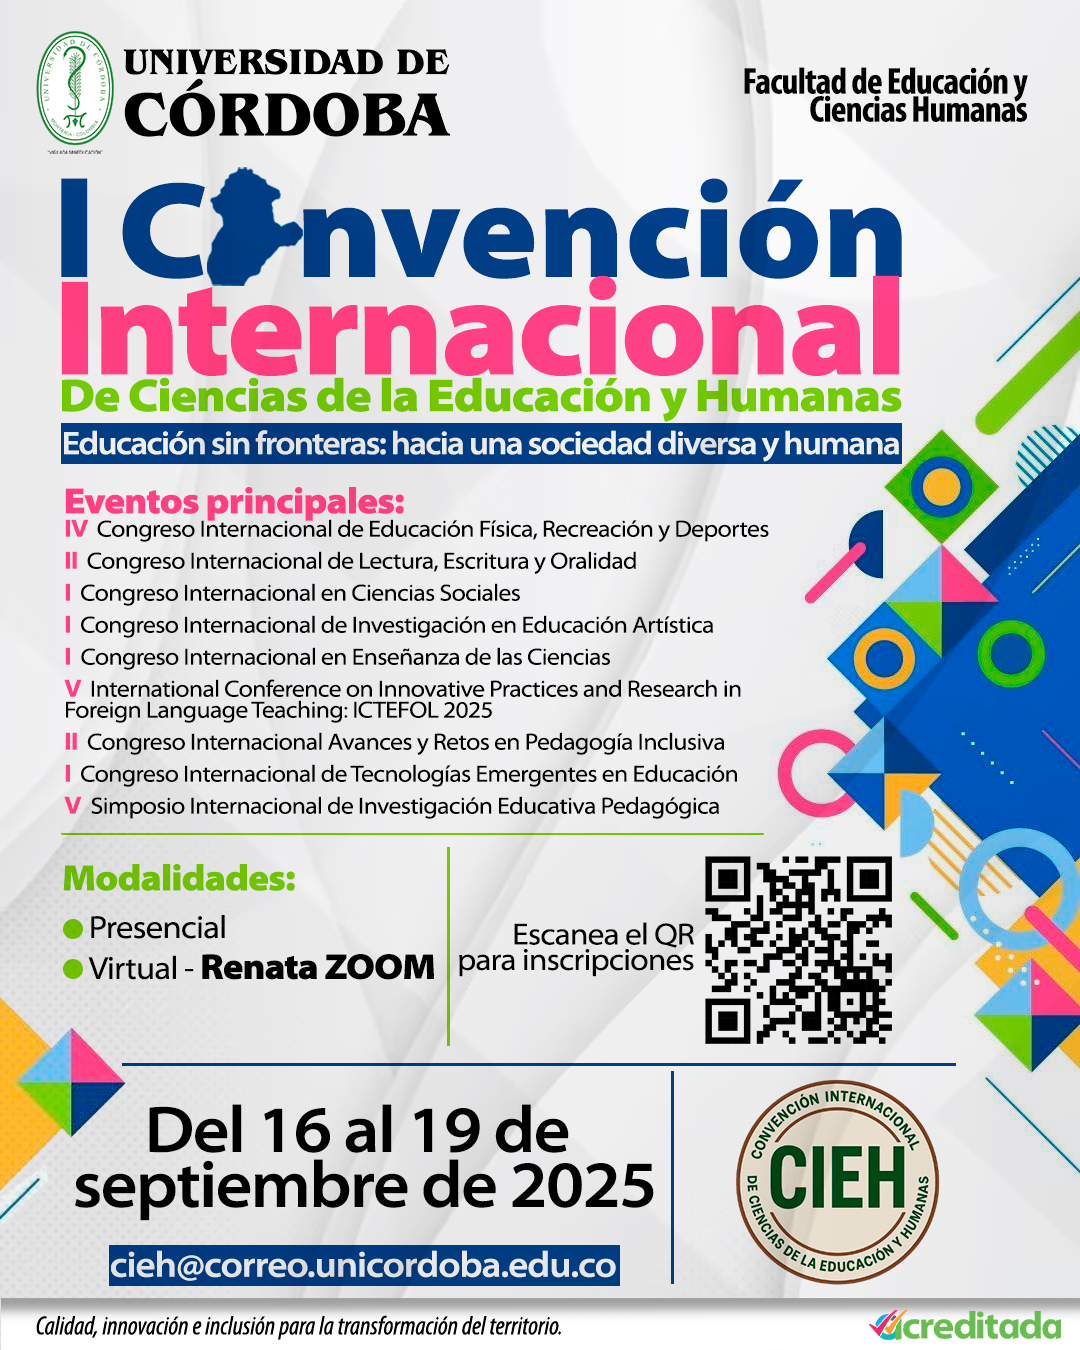 UNIVERSIDAD DE CÓRDOBA
MONTERÍA - COLOMBIA
UNIVERSIDAD DE
CÓRDOBA
Facultad de Educación y
Ciencias Humanas
I Convención
Internacional
De Ciencias de la Educación y Humanas
Educación sin fronteras: hacia una sociedad diversa y humana
Eventos principales:
IV Congreso Internacional de Educación Física, Recreación y Deportes
II Congreso Internacional de Lectura, Escritura y Oralidad
I Congreso Internacional en Ciencias Sociales
I Congreso Internacional de Investigación en Educación Artística
I Congreso Internacional en Enseñanza de las Ciencias
V International Conference on Innovative Practices and Research in
Foreign Language Teaching: ICTEFOL 2025
II Congreso Internacional Avances y Retos en Pedagogía Inclusiva
I Congreso Internacional de Tecnologías Emergentes en Educación
V Simposio Internacional de Investigación Educativa Pedagógica
Modalidades:
Presencial
Virtual - Renata ZOOM
Escanea el QR
para inscripciones
Del 16 al 19 de
septiembre de 2025
cieh@correo.unicordoba.edu.co
CONVENCIÓN INTERNACIONAL
CIEH
DE CIENCIAS DE LA EDUCACIÓN Y HUMANAS
Calidad, innovación e inclusión para la transformación del territorio.
acreditada